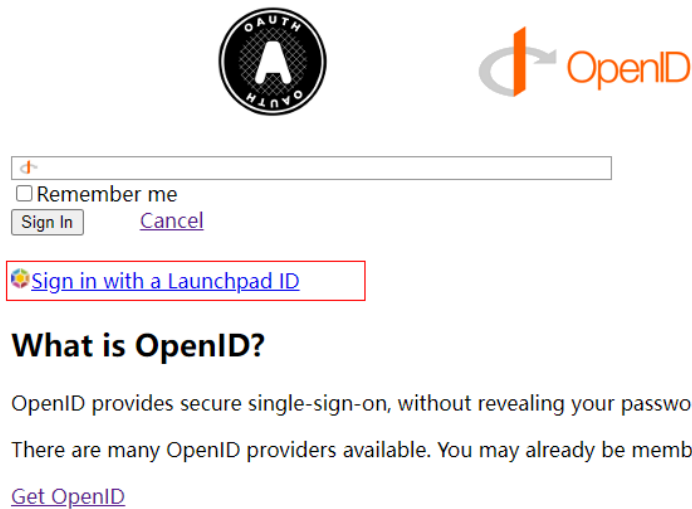 OAUTH
A
OAUTH
OpenID
Remember me
Sign In Cancel
Sign in with a Launchpad ID
What is OpenID?
OpenID provides secure single-sign-on, without revealing your passwo
There are many OpenID providers available. You may already be memb
Get OpenID